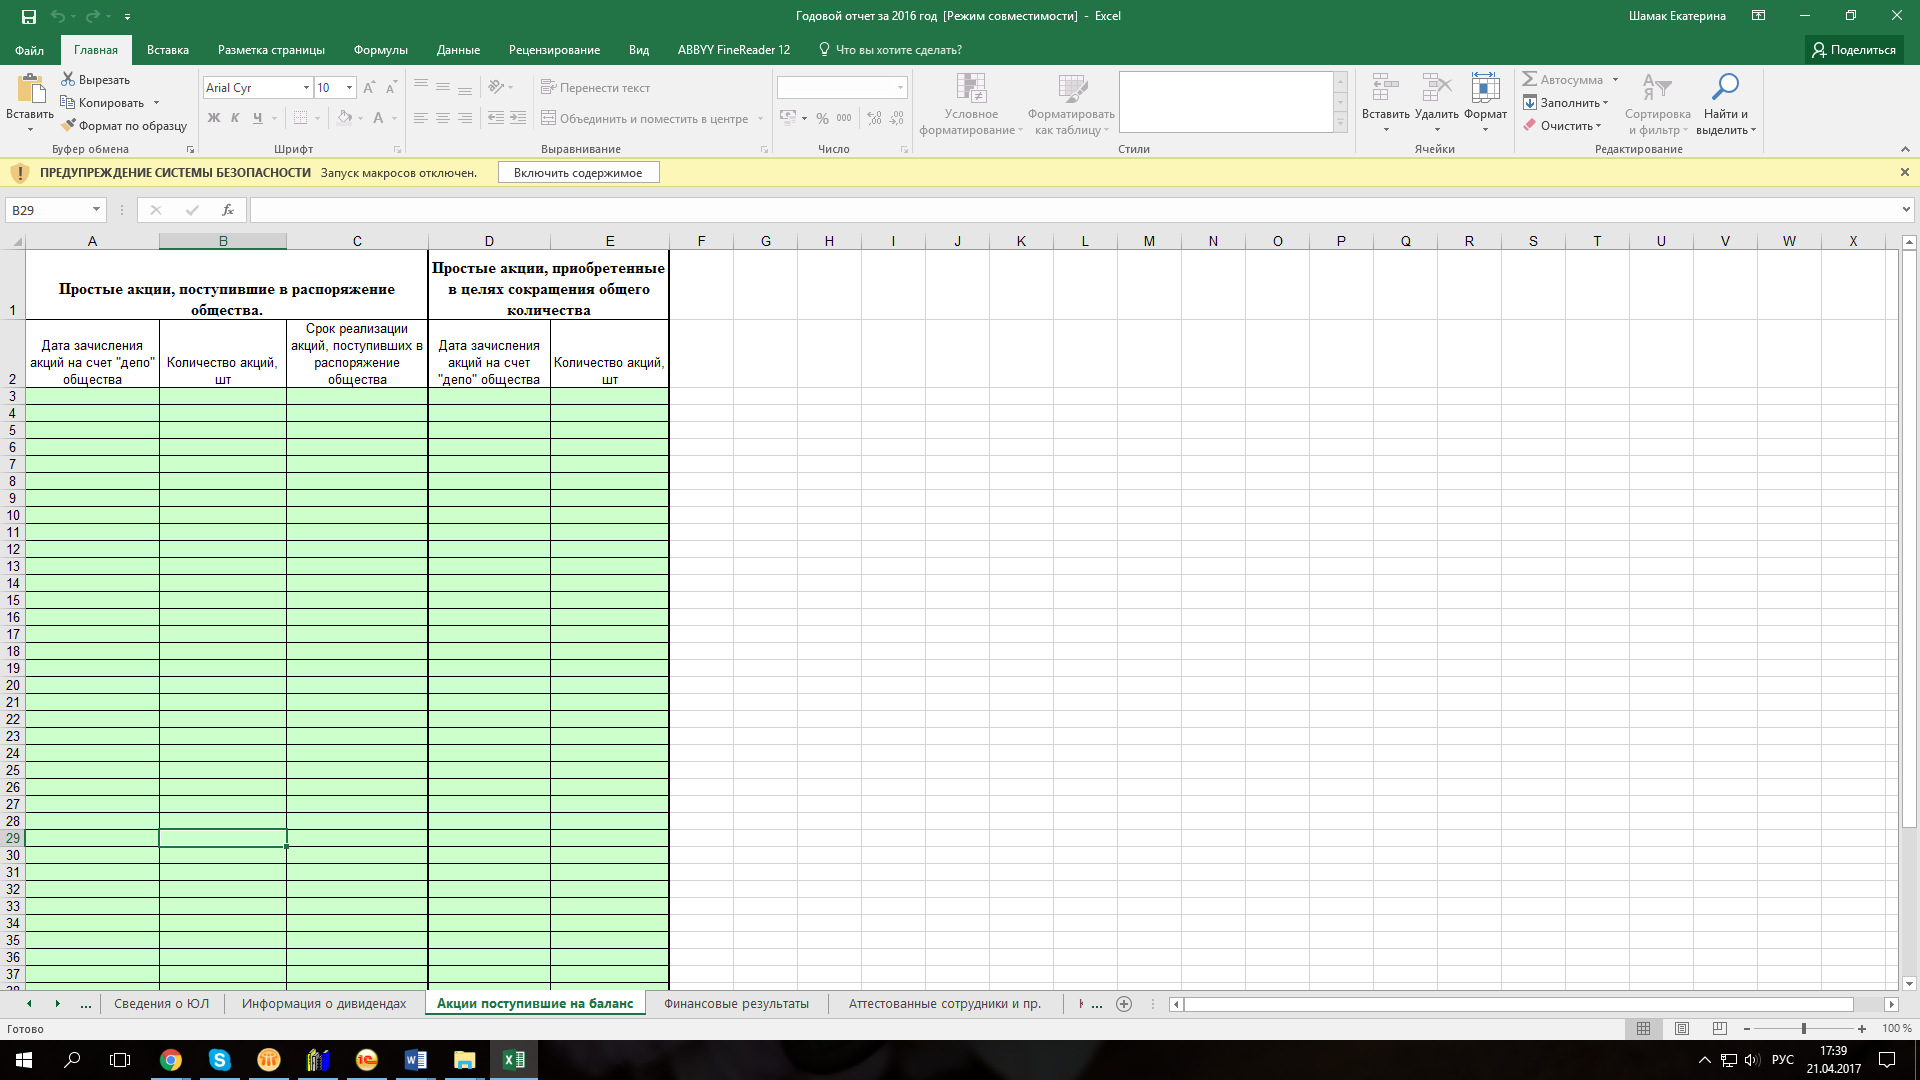 Годовой отчет за 2016 год  [Режим совместимости]  -  Excel
Шамак Екатерина
Файл Главная Вставка Разметка страницы Формулы Данные Рецензирование Вид ABBYY FineReader 12 Что вы хотите сделать? Поделиться
Вставить
Вырезать
Копировать
Формат по образцу
Буфер обмена
Arial Cyr 10
Ж К Ч А
Шрифт
Перенести текст
Объединить и поместить в центре
Выравнивание
% 000
Число
Условное форматирование
Форматировать как таблицу
Стили
Вставить Удалить Формат
Ячейки
Автосумма
Заполнить
Очистить
Сортировка и фильтр
Найти и выделить
Редактирование
ПРЕДУПРЕЖДЕНИЕ СИСТЕМЫ БЕЗОПАСНОСТИ Запуск макросов отключен. Включить содержимое
B29 fx
A B C D E F G H I J K L M N O P Q R S T U V W X
1
Простые акции, поступившие в распоряжение
общества.
Простые акции, приобретенные
в целях сокращения общего
количества
2
Дата зачисления
акций на счет "депо"
общества
Количество акций,
шт
Срок реализации
акций, поступивших в
распоряжение
общества
Дата зачисления
акций на счет
"депо" общества
Количество акций,
шт
3
4
5
6
7
8
9
10
11
12
13
14
15
16
17
18
19
20
21
22
23
24
25
26
27
28
29
30
31
32
33
34
35
36
37
38
... Сведения о ЮЛ Информация о дивидендах Акции поступившие на баланс Финансовые результаты Аттестованные сотрудники и пр. ...
Готово
100 %
РУС
17:39
21.04.2017